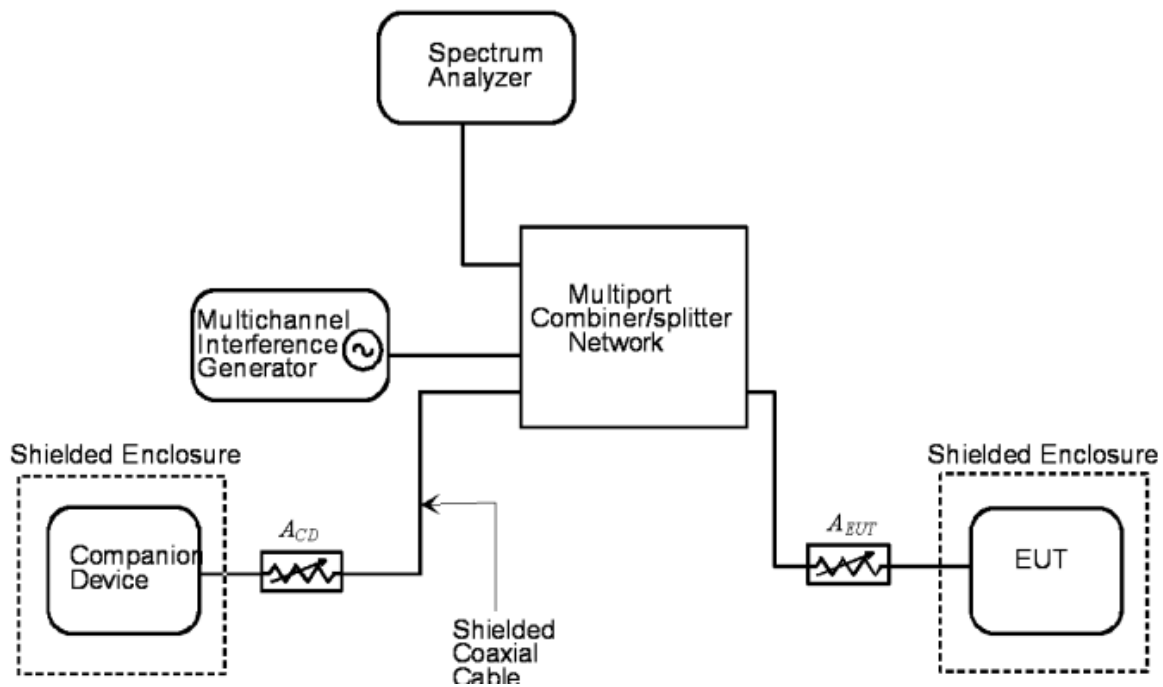 Spectrum
Analyzer
Multiport
Combiner/splitter
Network
Multichannel
Interference
Generator
Shielded Enclosure
Companion
Device
A_CD
Shielded
Coaxial
Cable
A_EUT
Shielded Enclosure
EUT